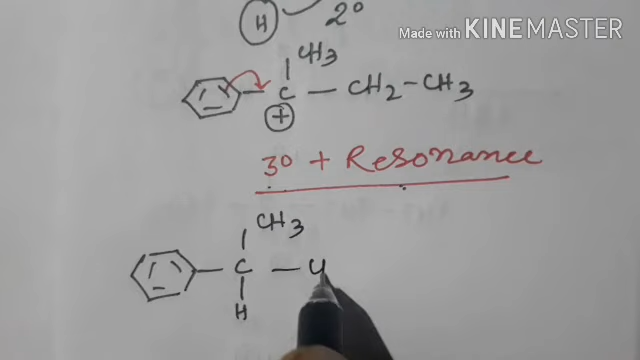 Made with KINEMASTER
H 2°
CH3
C — CH2 – CH3
+
3° + Resonance
CH3
— C —
H